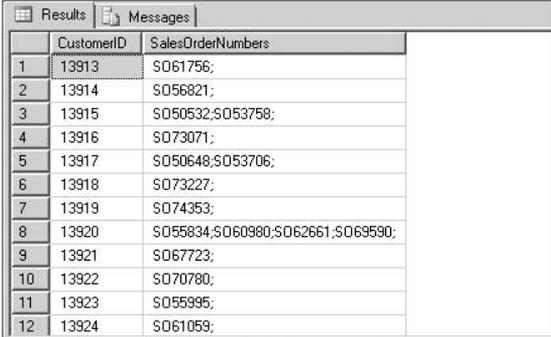 Results Messages
CustomerID SalesOrderNumbers
1 13913 SO61756;
2 13914 SO56821;
3 13915 SO50532;SO53758;
4 13916 SO73071;
5 13917 SO50648;SO53706;
6 13918 SO73227;
7 13919 SO74353;
8 13920 SO55834;SO60980;SO62661;SO69590;
9 13921 SO67723;
10 13922 SO70780;
11 13923 SO55995;
12 13924 SO61059;